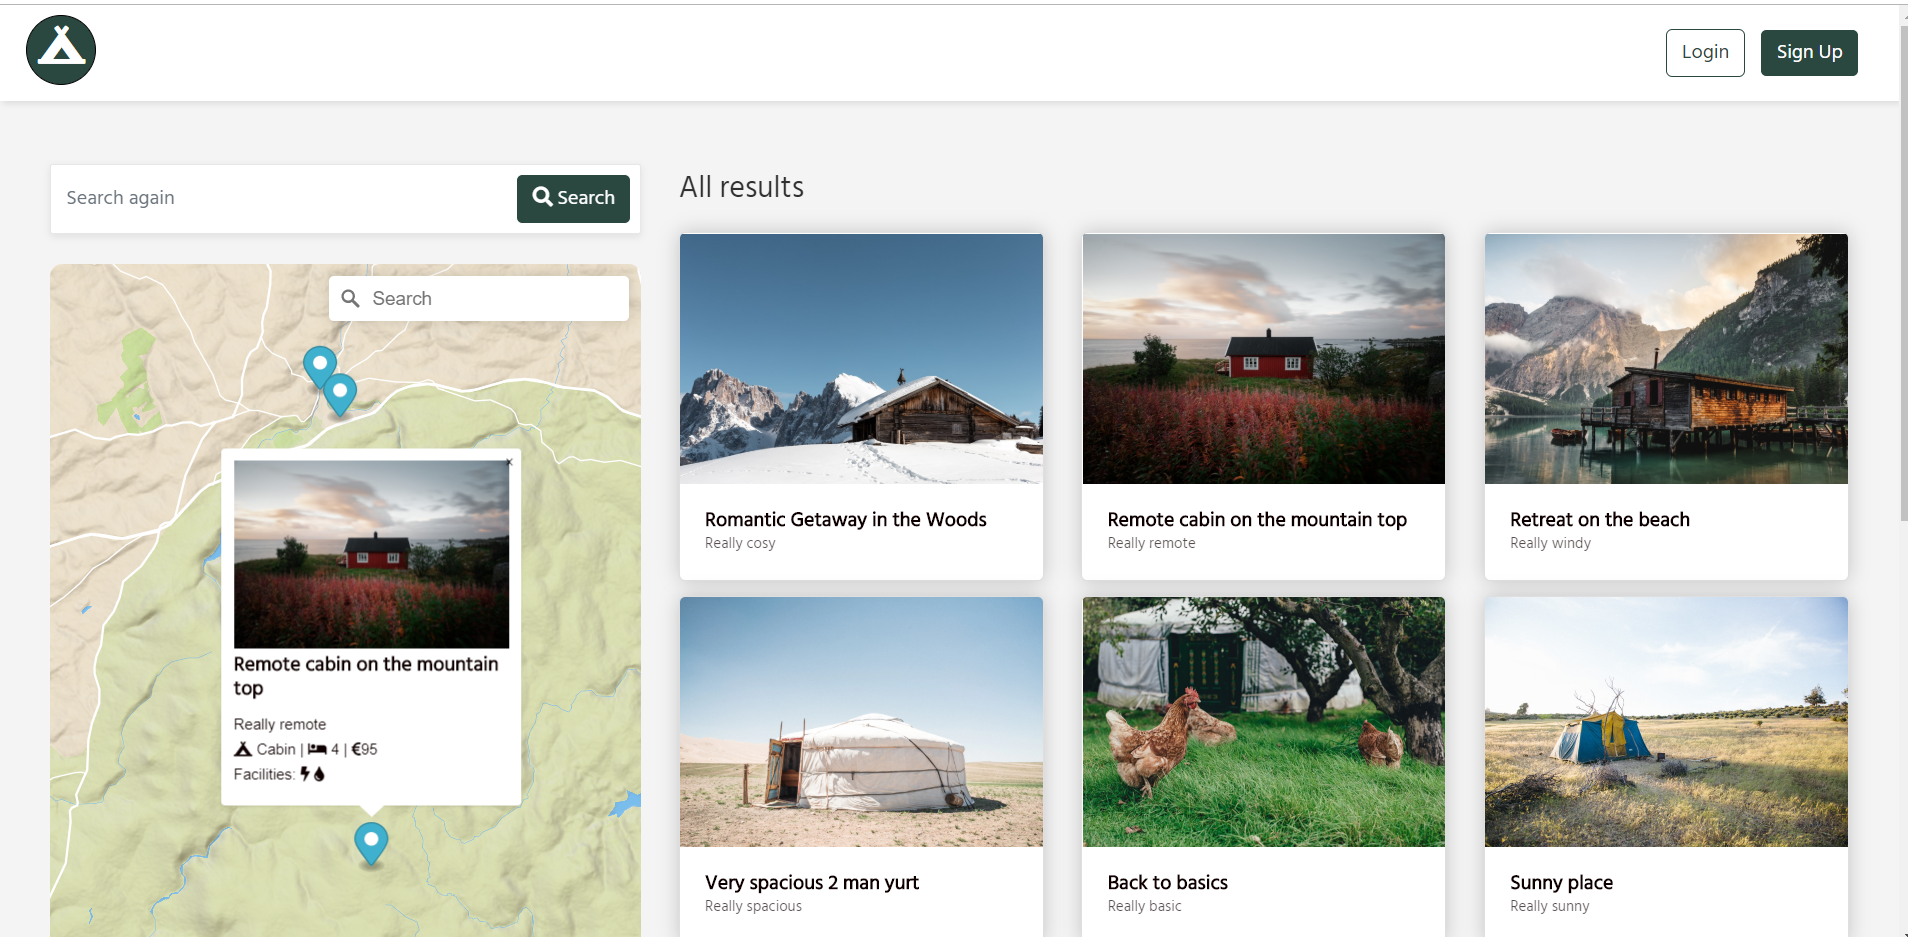 Login
Sign Up
Search again
Search
All results
Search
×
Remote cabin on the mountain
top
Really remote
Cabin | 4 | €95
Facilities:
Romantic Getaway in the Woods
Really cosy
Remote cabin on the mountain top
Really remote
Retreat on the beach
Really windy
Very spacious 2 man yurt
Really spacious
Back to basics
Really basic
Sunny place
Really sunny